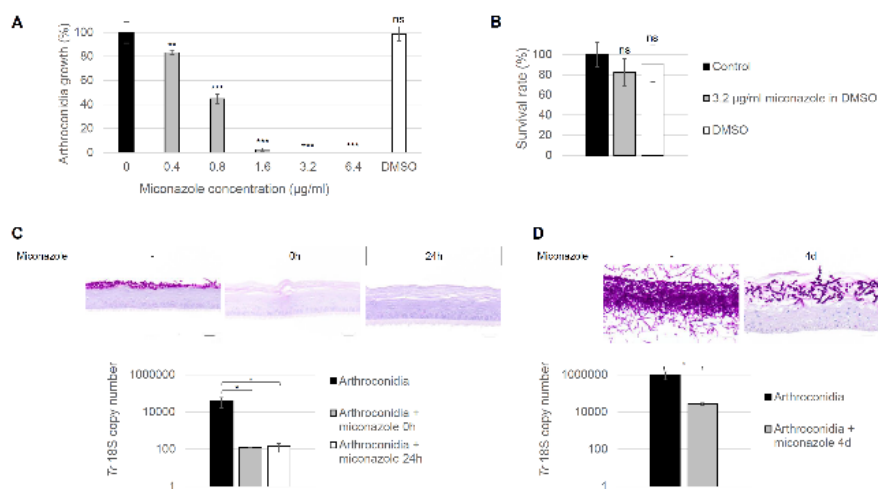 A
Arthroconidia growth (%)
100
80
60
40
20
0
**
***
***
***
***
ns
0 0.4 0.8 1.6 3.2 6.4 DMSO
Miconazole concentration (µg/ml)
B
Survival rate (%)
100
80
60
40
20
0
ns
ns
Control
3.2 µg/ml miconazole in DMSO
DMSO
C
Miconazole - 0h 24h
Tr 18S copy number
1000000
10000
100
1
*
*
Arthroconidia
Arthroconidia +
miconazole 0h
Arthroconidia +
miconazole 24h
D
Miconazole - 4d
Tr 18S copy number
1000000
10000
100
1
Arthroconidia
Arthroconidia +
miconazole 4d